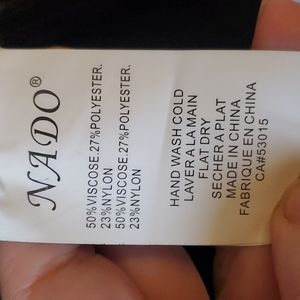 NADO®
50%VISCOSE.27%POLYESTER.
23%NYLON
50%VISCOSE.27%POLYESTER.
23%NYLON
HAND WASH COLD
LAVER A LA MAIN
FLAT DRY
SECHER A PLAT
MADE IN CHINA
FABRIQUE EN CHINA
CA#53015